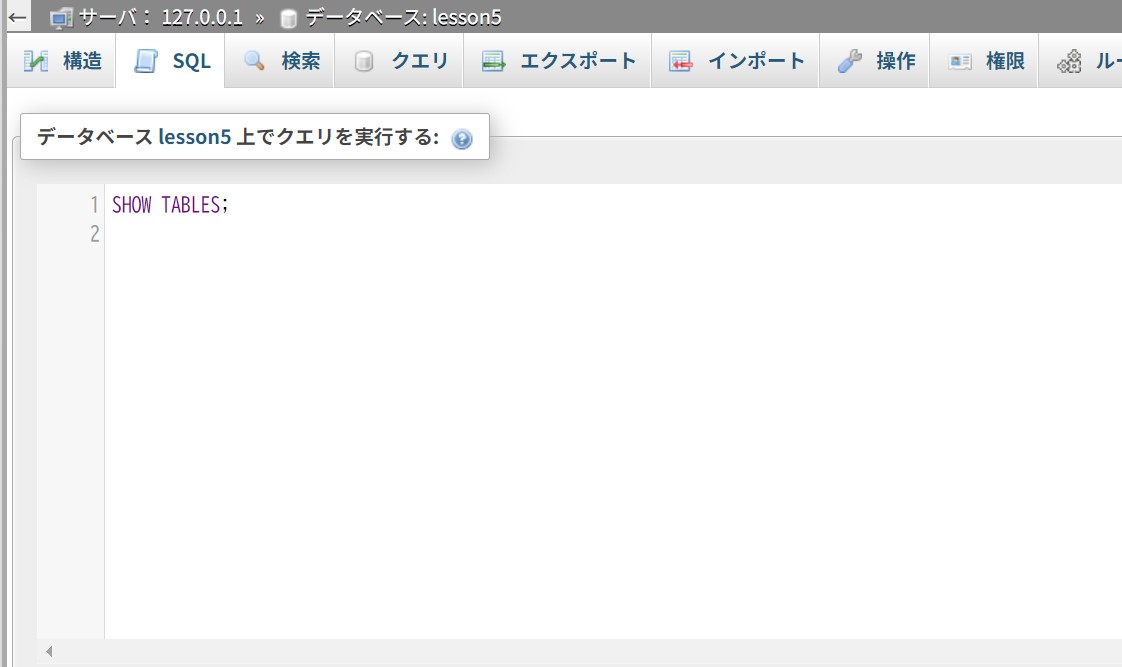 サーバ： 127.0.0.1 » データベース: lesson5
構造 SQL 検索 クエリ エクスポート インポート 操作 権限 ルー
データベース lesson5 上でクエリを実行する:
1 SHOW TABLES;
2